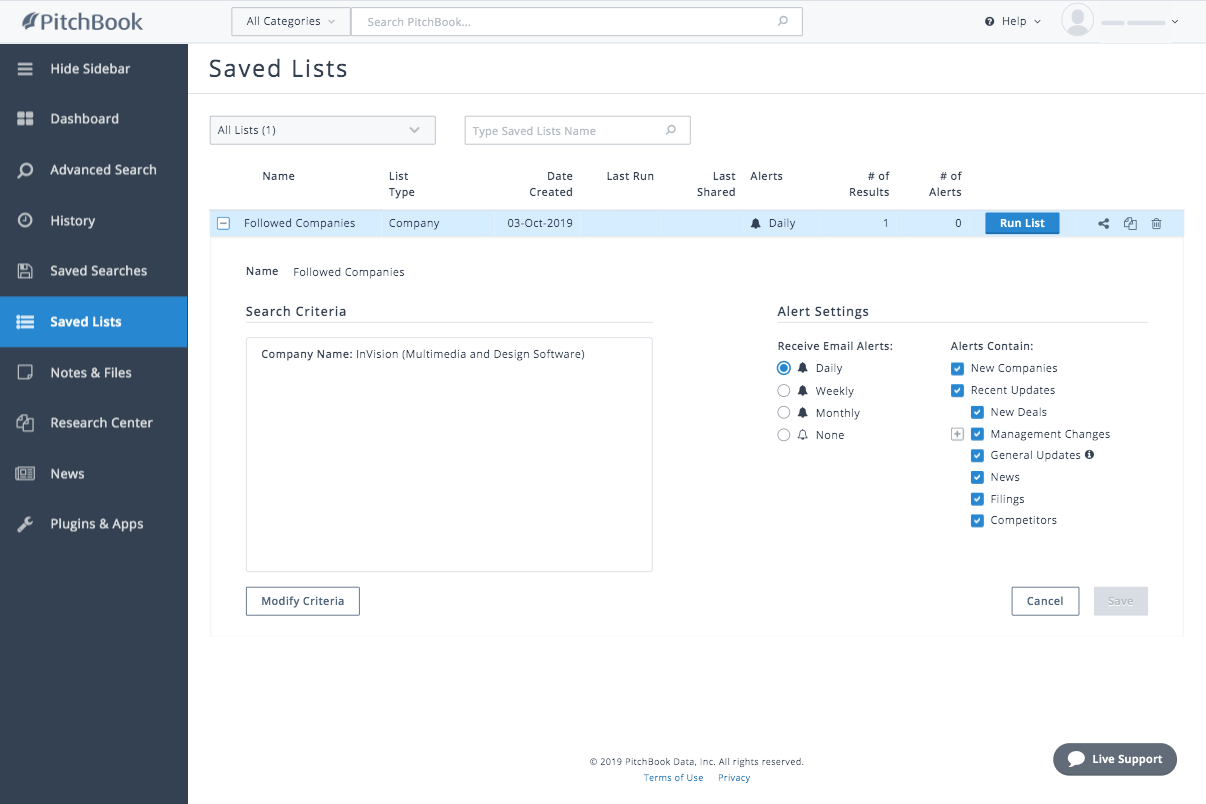 PitchBook
All Categories
Search PitchBook...
Help
Hide Sidebar
Dashboard
Advanced Search
History
Saved Searches
Saved Lists
Notes & Files
Research Center
News
Plugins & Apps
Saved Lists
All Lists (1)
Type Saved Lists Name
Name List Type Date Created Last Run Last Shared Alerts # of Results # of Alerts
Followed Companies Company 03-Oct-2019 Daily 1 0 Run List
Name Followed Companies
Search Criteria
Company Name: InVision (Multimedia and Design Software)
Modify Criteria
Alert Settings
Receive Email Alerts:
Daily
Weekly
Monthly
None
Alerts Contain:
New Companies
Recent Updates
New Deals
Management Changes
General Updates
News
Filings
Competitors
Cancel
Save
© 2019 PitchBook Data, Inc. All rights reserved.
Terms of Use Privacy
Live Support